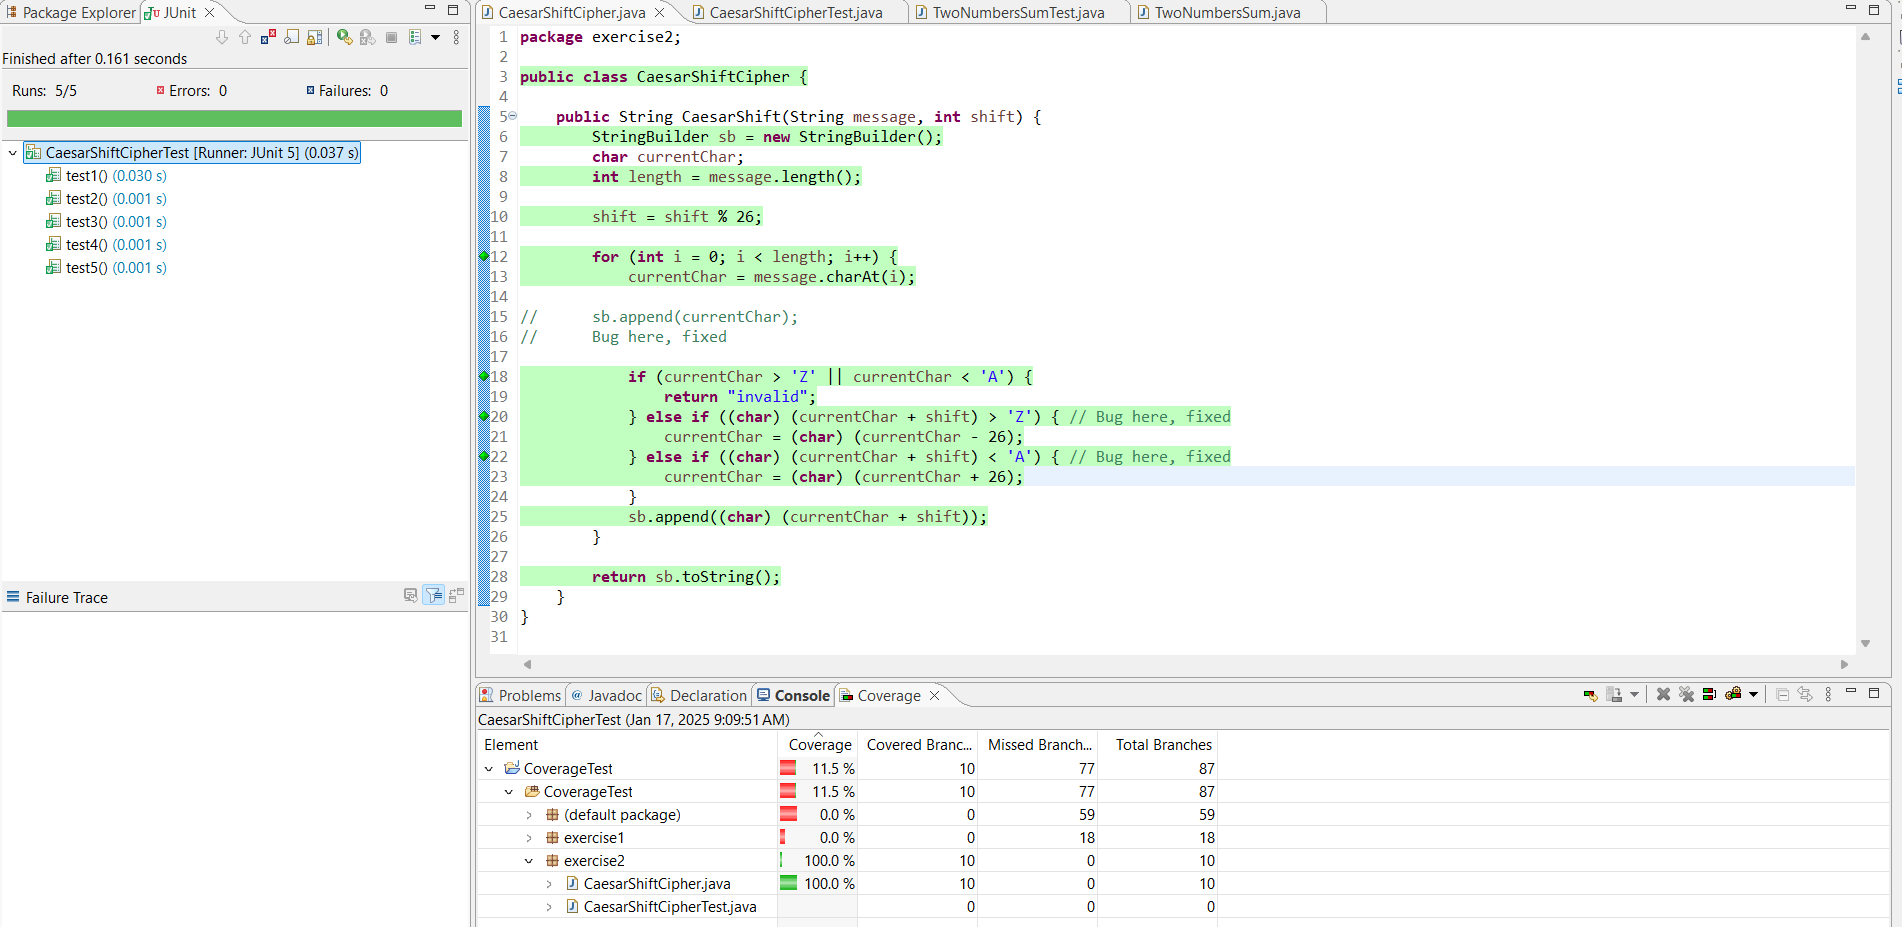 Package Explorer JUnit
Finished after 0.161 seconds
Runs: 5/5 Errors: 0 Failures: 0
CaesarShiftCipherTest [Runner: JUnit 5] (0.037 s)
test1() (0.030 s)
test2() (0.001 s)
test3() (0.001 s)
test4() (0.001 s)
test5() (0.001 s)
Failure Trace
CaesarShiftCipher.java CaesarShiftCipherTest.java TwoNumbersSumTest.java TwoNumbersSum.java
1 package exercise2;
2
3 public class CaesarShiftCipher {
4
5 public String CaesarShift(String message, int shift) {
6 StringBuilder sb = new StringBuilder();
7 char currentChar;
8 int length = message.length();
9
10 shift = shift % 26;
11
12 for (int i = 0; i < length; i++) {
13 currentChar = message.charAt(i);
14
15 // sb.append(currentChar);
16 // Bug here, fixed
17
18 if (currentChar > 'Z' || currentChar < 'A') {
19 return "invalid";
20 } else if ((char) (currentChar + shift) > 'Z') { // Bug here, fixed
21 currentChar = (char) (currentChar - 26);
22 } else if ((char) (currentChar + shift) < 'A') { // Bug here, fixed
23 currentChar = (char) (currentChar + 26);
24 }
25 sb.append((char) (currentChar + shift));
26 }
27
28 return sb.toString();
29 }
30 }
31
Problems Javadoc Declaration Console Coverage
CaesarShiftCipherTest (Jan 17, 2025 9:09:51 AM)
Element Coverage Covered Branc... Missed Branch... Total Branches
CoverageTest 11.5 % 10 77 87
CoverageTest 11.5 % 10 77 87
(default package) 0.0 % 0 59 59
exercise1 0.0 % 0 18 18
exercise2 100.0 % 10 0 10
CaesarShiftCipher.java 100.0 % 10 0 10
CaesarShiftCipherTest.java 0 0 0